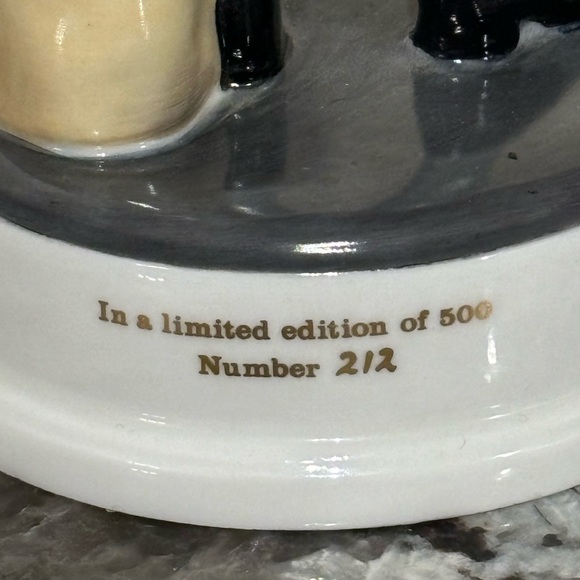 In a limited edition of 500
Number 212